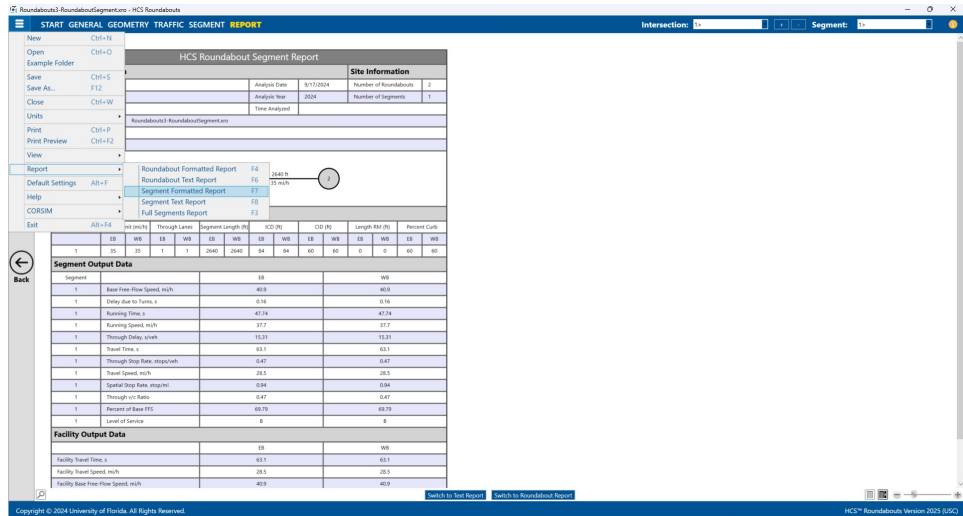 Roundabouts3-RoundaboutSegment.xro - HCS Roundabouts
START GENERAL GEOMETRY TRAFFIC SEGMENT REPORT
Intersection: 1> + - Segment: 1>
New Ctrl+N
Open Ctrl+O
Example Folder
Save Ctrl+S
Save As... F12
Close Ctrl+W
Units
Print Ctrl+P
Print Preview Ctrl+F2
View
Report
Default Settings Alt+F
Help
CORSIM
Exit Alt+F4
Roundabout Formatted Report F4
Roundabout Text Report F6
Segment Formatted Report F7
Segment Text Report F8
Full Segments Report F3
Back
HCS Roundabout Segment Report
Site Information
Analysis Date 9/17/2024 Number of Roundabouts 2
Analysis Year 2024 Number of Segments 1
Time Analyzed
Roundabouts3-RoundaboutSegment.xro
2640 ft
35 mi/h
2
mit (mi/h) Through Lanes Segment Length (ft) ICD (ft) CID (ft) Length RM (ft) Percent Curb
EB WB EB WB EB WB EB WB EB WB EB WB EB WB
1 35 35 1 1 2640 2640 84 84 60 60 0 0 60 60
Segment Output Data
Segment EB WB
1 Base Free-Flow Speed, mi/h 40.9 40.9
1 Delay due to Turns, s 0.16 0.16
1 Running Time, s 47.74 47.74
1 Running Speed, mi/h 37.7 37.7
1 Through Delay, s/veh 15.31 15.31
1 Travel Time, s 63.1 63.1
1 Through Stop Rate, stops/veh 0.47 0.47
1 Travel Speed, mi/h 28.5 28.5
1 Spatial Stop Rate, stop/mi 0.94 0.94
1 Through v/c Ratio 0.47 0.47
1 Percent of Base FFS 69.79 69.79
1 Level of Service B B
Facility Output Data
EB WB
Facility Travel Time, s 63.1 63.1
Facility Travel Speed, mi/h 28.5 28.5
Facility Base Free-Flow Speed, mi/h 40.9 40.9
Switch to Text Report Switch to Roundabout Report
Copyright © 2024 University of Florida. All Rights Reserved. HCS™ Roundabouts Version 2025 (USC)